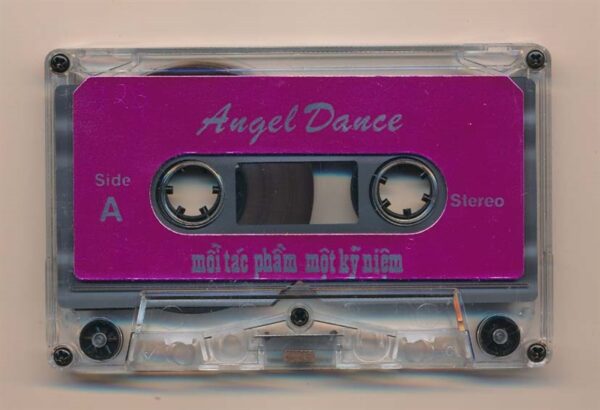 Angel Dance
Side
A
Stereo
mỗi tác phẩm một kỷ niệm